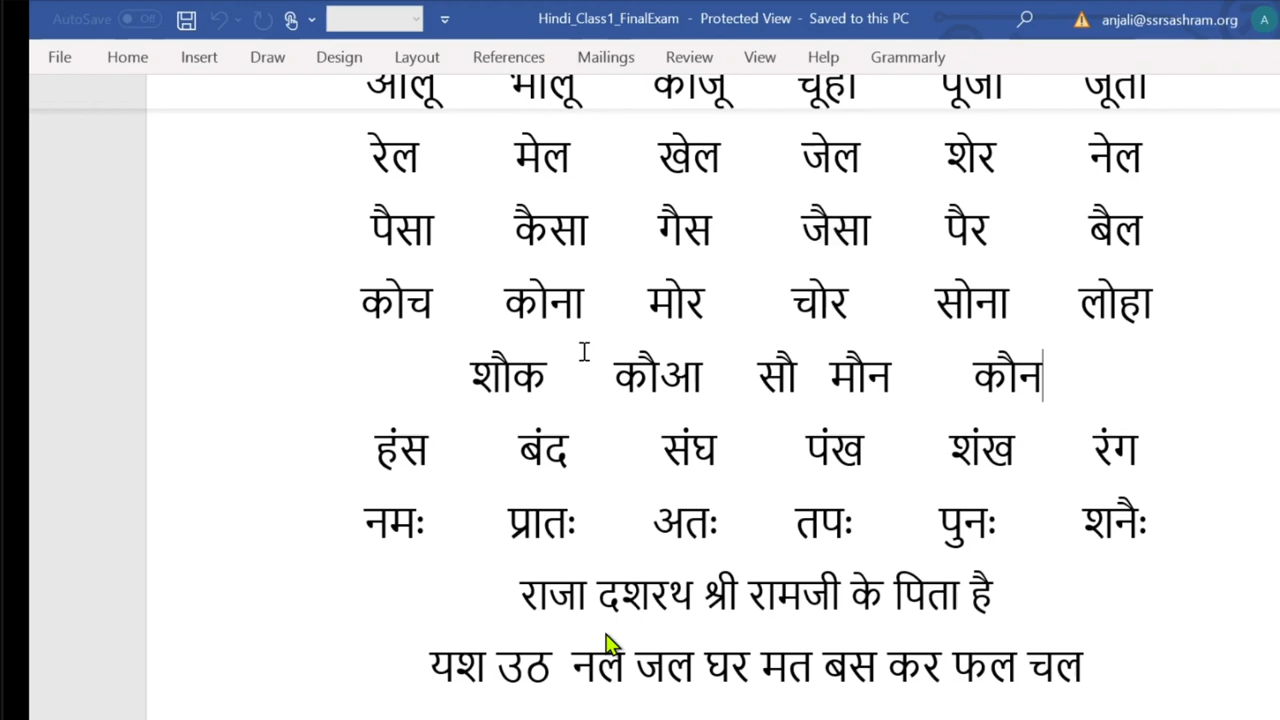 AutoSave Off Hindi_Class1_FinalExam - Protected View - Saved to this PC anjali@ssrsashram.org A
File Home Insert Draw Design Layout References Mailings Review View Help Grammarly
आलू भालू काजू चूहा पूजा जूता
रेल मेल खेल जेल शेर नेल
पैसा कैसा गैस जैसा पैर बैल
कोच कोना मोर चोर सोना लोहा
शौक कौआ सौ मौन कौन
हंस बंद संघ पंख शंख रंग
नमः प्रातः अतः तपः पुनः शनैः
राजा दशरथ श्री रामजी के पिता है
यश उठ नल जल घर मत बस कर फल चल